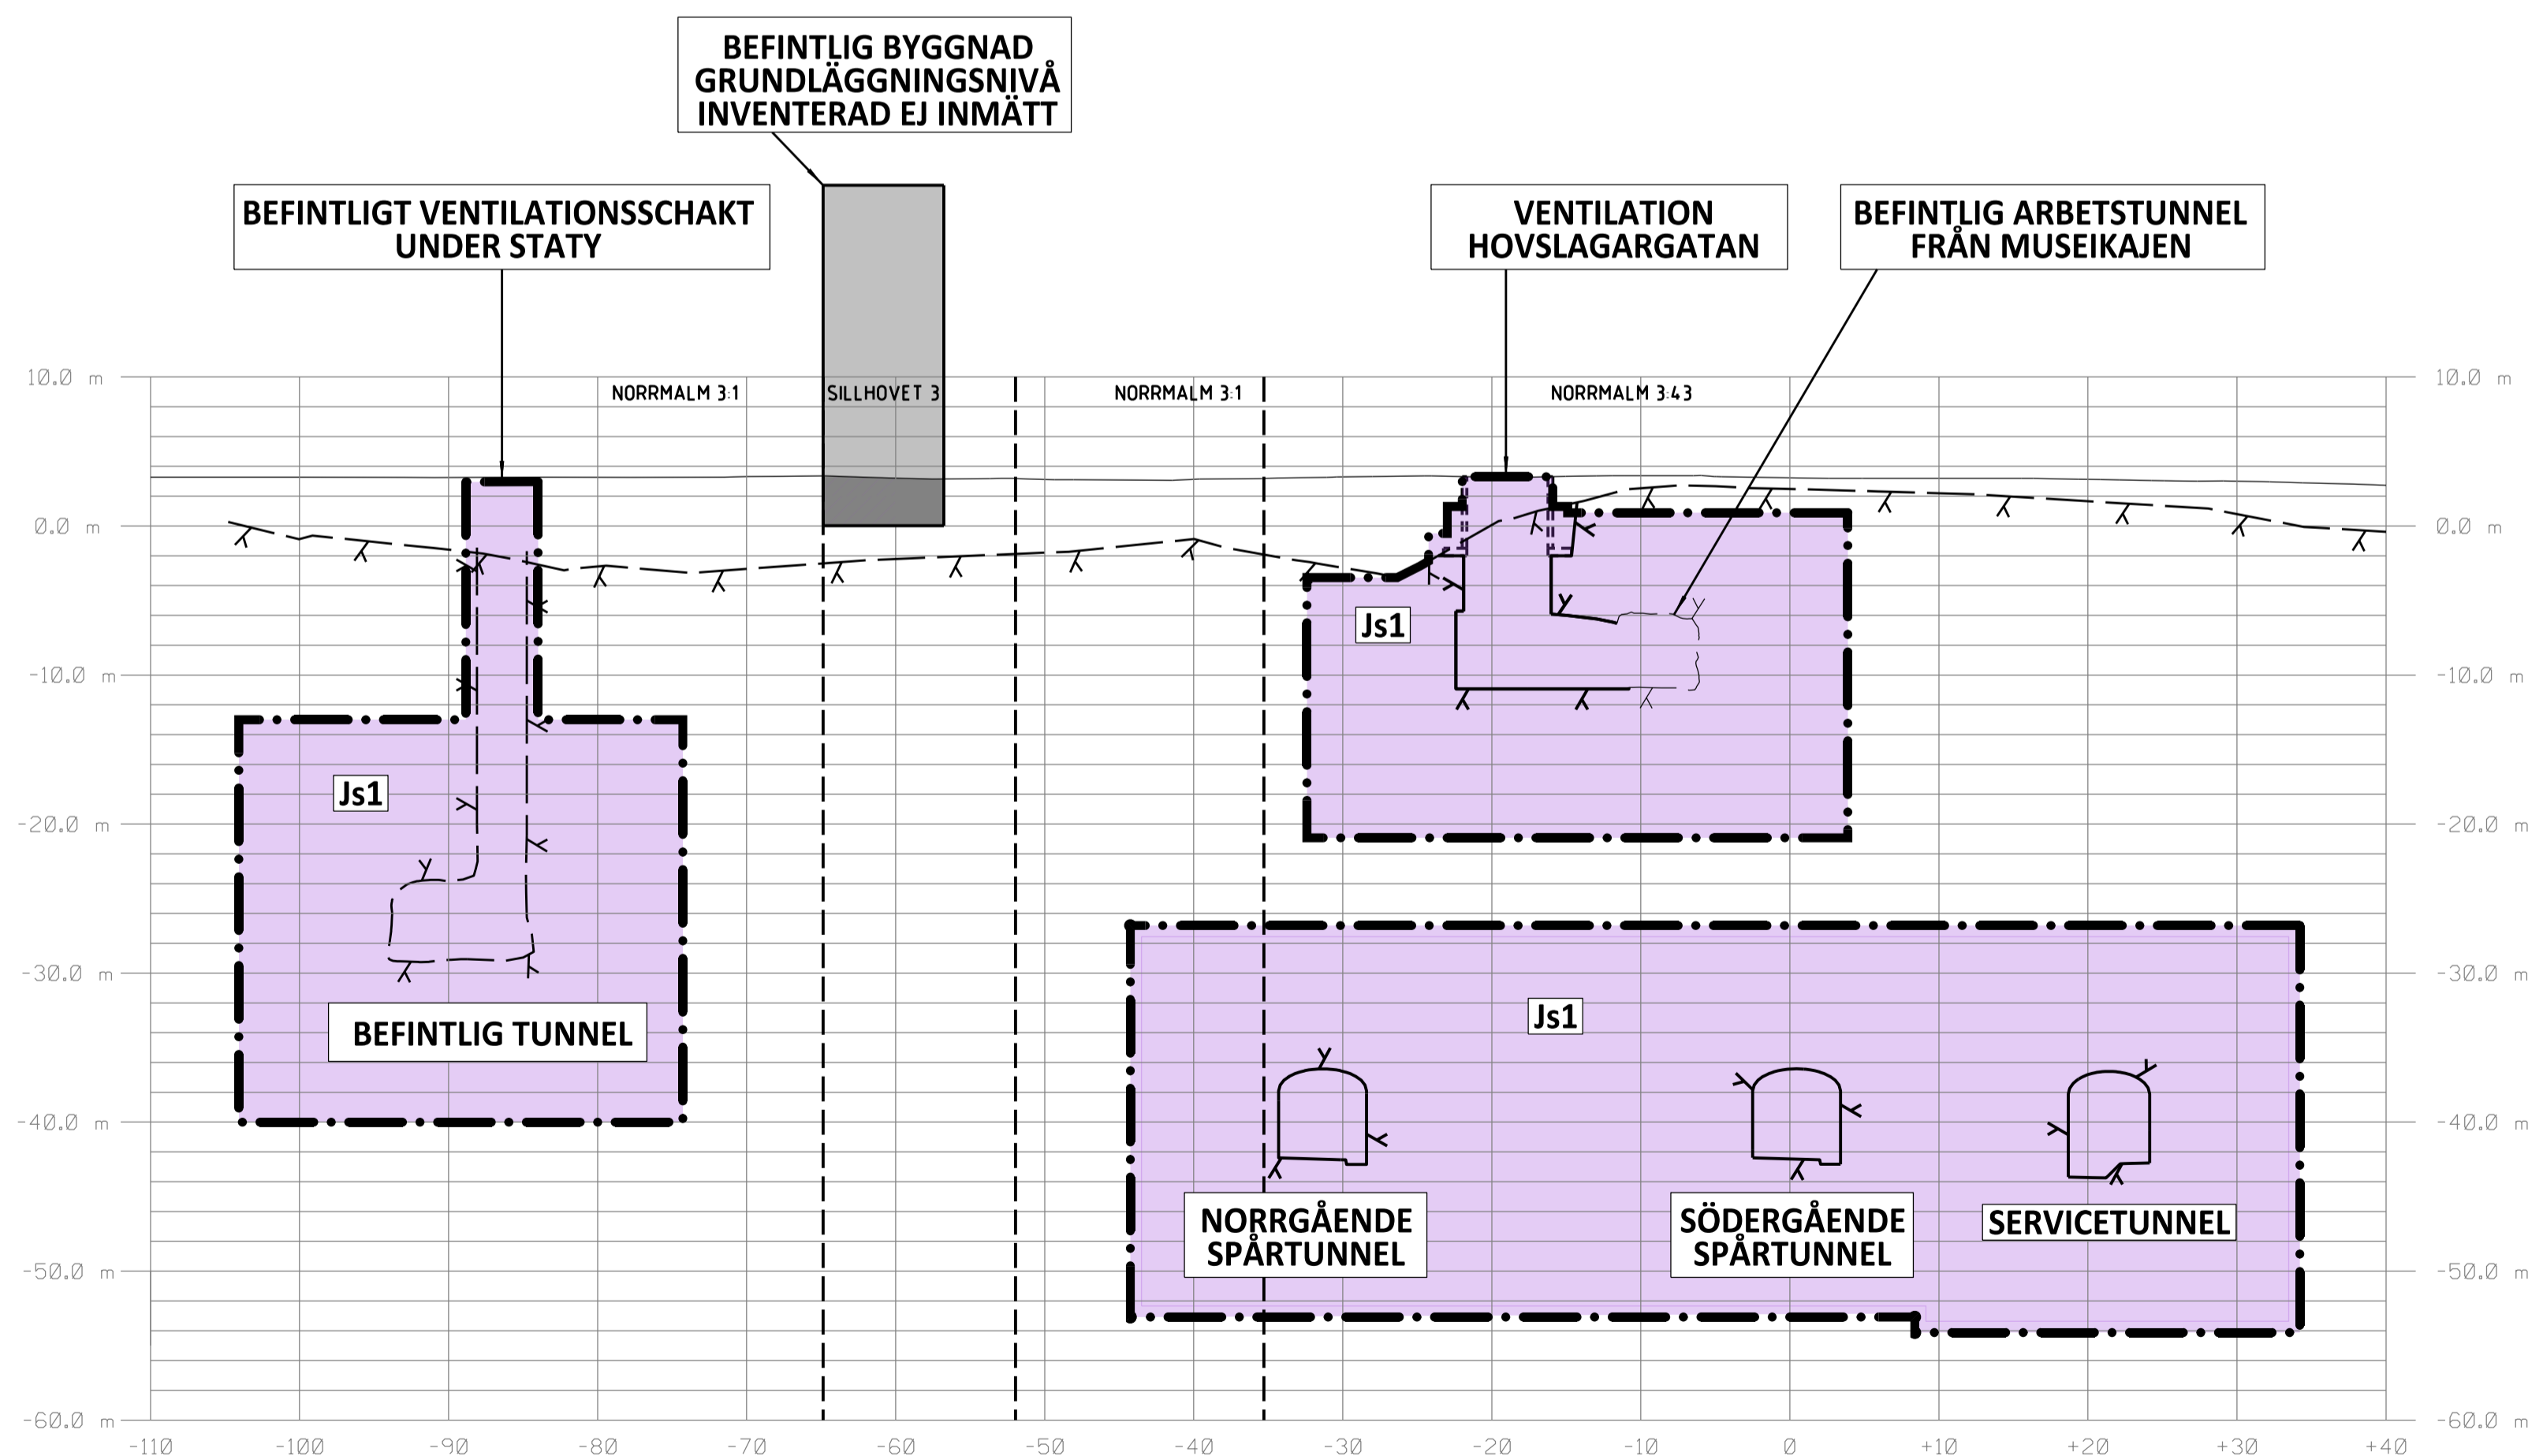 BEFINTLIG BYGGNAD
GRUNDLÄGGNINGSNIVÅ
INVENTERAD EJ INMÄTT
BEFINTLIGT VENTILATIONSSCHAKT
UNDER STATY
VENTILATION
HOVSLAGARGATAN
BEFINTLIG ARBETSTUNNEL
FRÅN MUSEIKAJEN
10.0 m
10.0 m
NORRMALM 3:1
SILLHOVET 3
NORRMALM 3:1
NORRMALM 3:43
0.0 m
0.0 m
Js1
-10.0 m
-10.0 m
Js1
-20.0 m
-20.0 m
-30.0 m
-30.0 m
Js1
BEFINTLIG TUNNEL
-40.0 m
-40.0 m
NORRGÅENDE
SPÅRTUNNEL
SÖDERGÅENDE
SPÅRTUNNEL
SERVICETUNNEL
-50.0 m
-50.0 m
-60.0 m
-60.0 m
-110 -100 -90 -80 -70 -60 -50 -40 -30 -20 -10 0 +10 +20 +30 +40